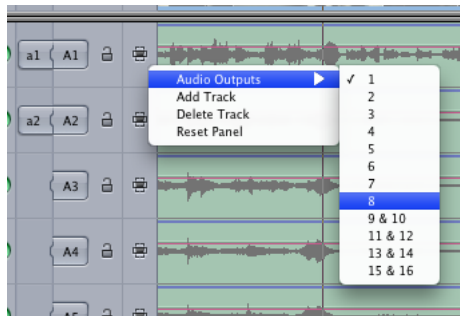 a1 A1
Audio Outputs ✓ 1
Add Track 2
Delete Track 3
Reset Panel 4
5
a2 A2
6
7
A3 8
9 & 10
11 & 12
A4 13 & 14
15 & 16
A5